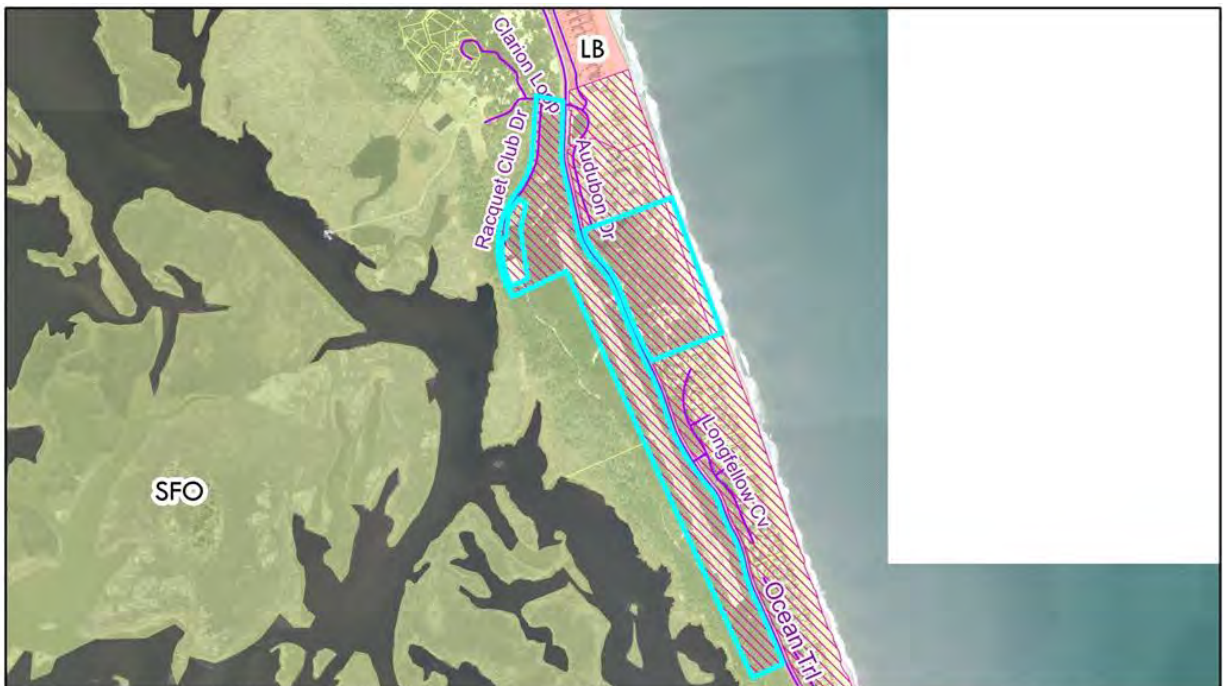 LB
Clarion Loop
Racquet Club Dr
Audubon Dr
SFO
Longfellow Cv
Ocean Trl